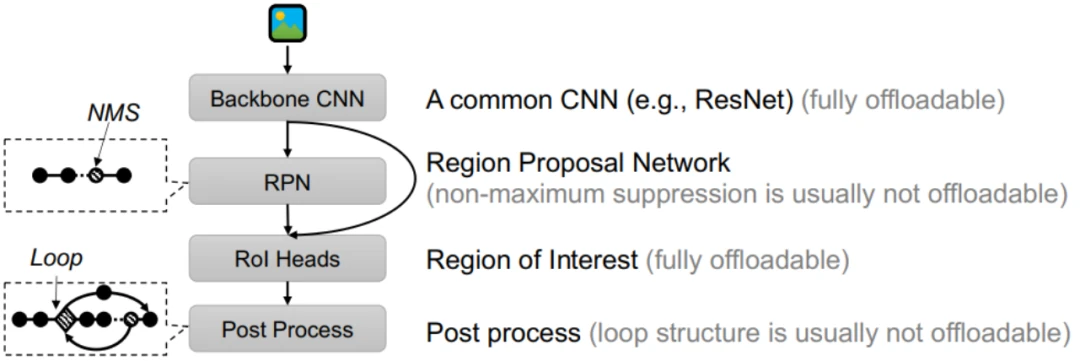 Backbone CNN
A common CNN (e.g., ResNet) (fully offloadable)
NMS
RPN
Region Proposal Network
(non-maximum suppression is usually not offloadable)
RoI Heads
Region of Interest (fully offloadable)
Loop
Post Process
Post process (loop structure is usually not offloadable)